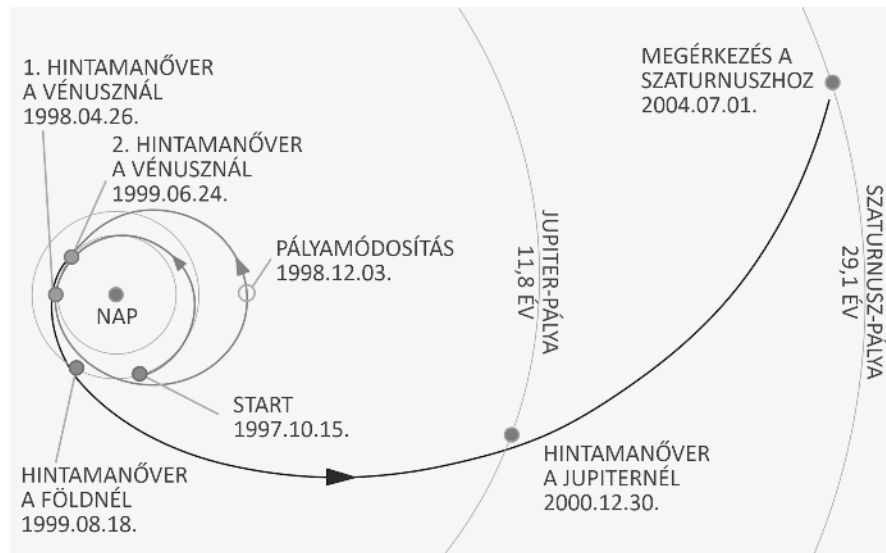 1. HINTAMANŐVER
A VÉNUSZNÁL
1998.04.26.
2. HINTAMANŐVER
A VÉNUSZNÁL
1999.06.24.
MEGÉRKEZÉS A
SZATURNUSZHOZ
2004.07.01.
PÁLYAMÓDOSÍTÁS
1998.12.03.
NAP
JUPITER-PÁLYA
11,8 ÉV
SZATURNUSZ-PÁLYA
29,1 ÉV
START
1997.10.15.
HINTAMANŐVER
A FÖLDNÉL
1999.08.18.
HINTAMANŐVER
A JUPITERNÉL
2000.12.30.